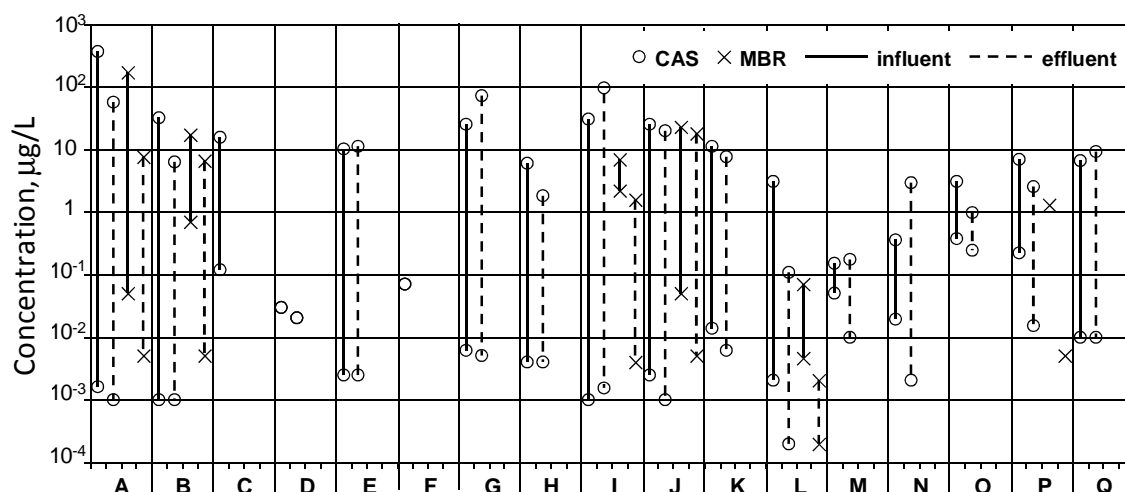 Concentration, µg/L
10³
10²
10
1
10⁻¹
10⁻²
10⁻³
10⁻⁴
CAS MBR influent effluent
A B C D E F G H I J K L M N O P Q